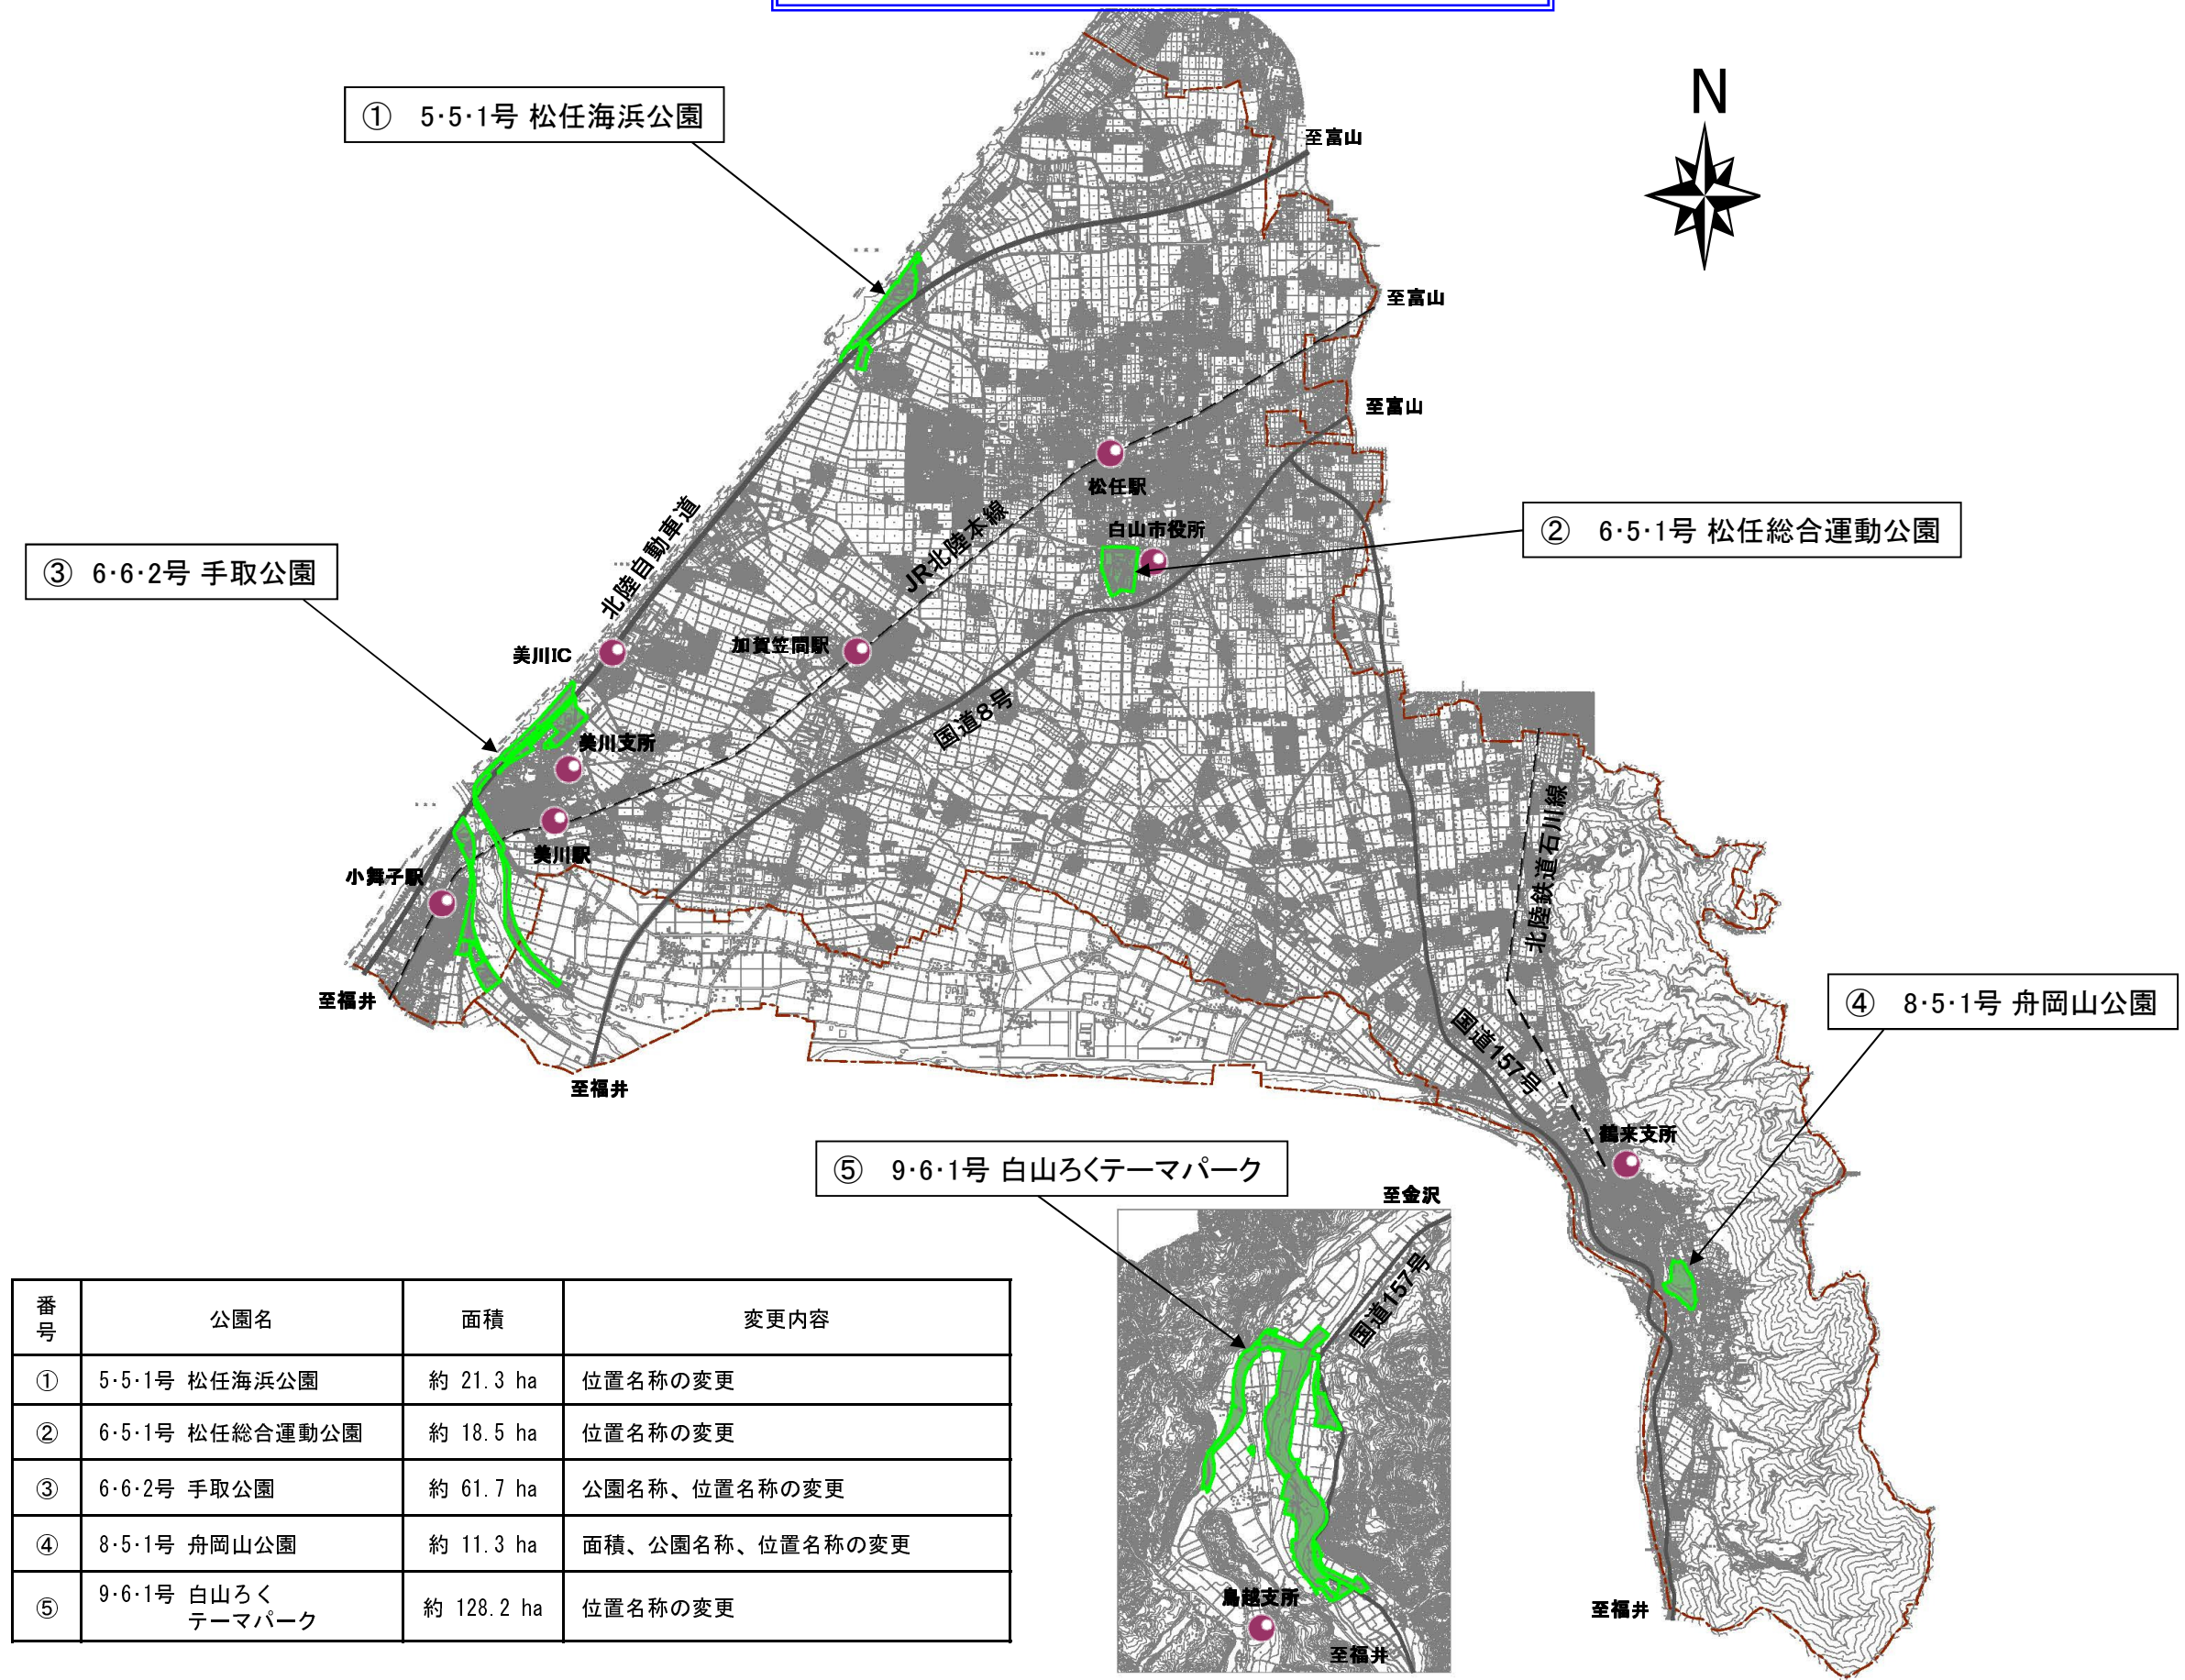 N
① 5・5・1号 松任海浜公園
至富山
至富山
至富山
松任駅
白山市役所
② 6・5・1号 松任総合運動公園
③ 6・6・2号 手取公園
北陸自動車道
JR北陸本線
加賀笠間駅
美川IC
国道8号
美川支所
美川駅
小舞子駅
至福井
至福井
北陸鉄道石川線
国道157号
④ 8・5・1号 舟岡山公園
鶴来支所
⑤ 9・6・1号 白山ろくテーマパーク
至金沢
国道157号
鳥越支所
至福井
至福井
番号 公園名 面積 変更内容
① 5・5・1号 松任海浜公園 約 21.3 ha 位置名称の変更
② 6・5・1号 松任総合運動公園 約 18.5 ha 位置名称の変更
③ 6・6・2号 手取公園 約 61.7 ha 公園名称、位置名称の変更
④ 8・5・1号 舟岡山公園 約 11.3 ha 面積、公園名称、位置名称の変更
⑤ 9・6・1号 白山ろく
テーマパーク 約 128.2 ha 位置名称の変更